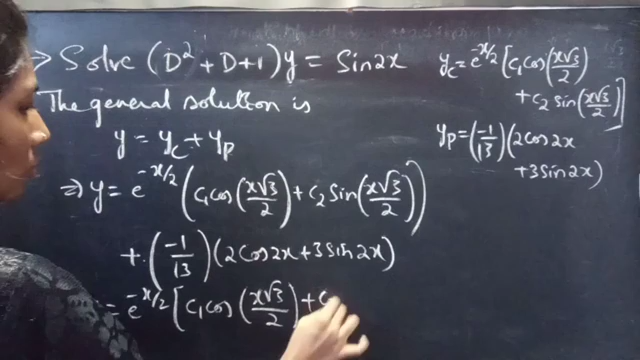 ⇒ Solve (D² + D + 1)y = Sin2x
The general solution is
y = y_c + y_p
⇒ y = e^(-x/2) (c₁cos(x√3/2) + c₂ Sin(x√3/2))
+ (-1/13) (2cos2x + 3Sin2x)
= e^(-x/2) [c₁cos(x√3/2) + c
y_c = e^(-x/2) [c₁cos(x√3/2)
+ c₂ sin(x√3/2)]
y_p = (-1/13)(2cos2x
+ 3Sin2x)